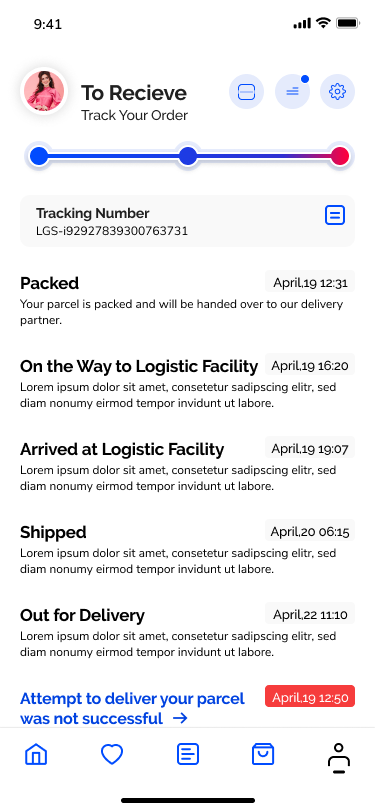 9:41
To Recieve
Track Your Order
Tracking Number
LGS-i92927839300763731
Packed
April,19 12:31
Your parcel is packed and will be handed over to our delivery
partner.
On the Way to Logistic Facility
April,19 16:20
Lorem ipsum dolor sit amet, consetetur sadipscing elitr, sed
diam nonumy eirmod tempor invidunt ut labore.
Arrived at Logistic Facility
April,19 19:07
Lorem ipsum dolor sit amet, consetetur sadipscing elitr, sed
diam nonumy eirmod tempor invidunt ut labore.
Shipped
April,20 06:15
Lorem ipsum dolor sit amet, consetetur sadipscing elitr, sed
diam nonumy eirmod tempor invidunt ut labore.
Out for Delivery
April,22 11:10
Lorem ipsum dolor sit amet, consetetur sadipscing elitr, sed
diam nonumy eirmod tempor invidunt ut labore.
Attempt to deliver your parcel
April,19 12:50
was not successful